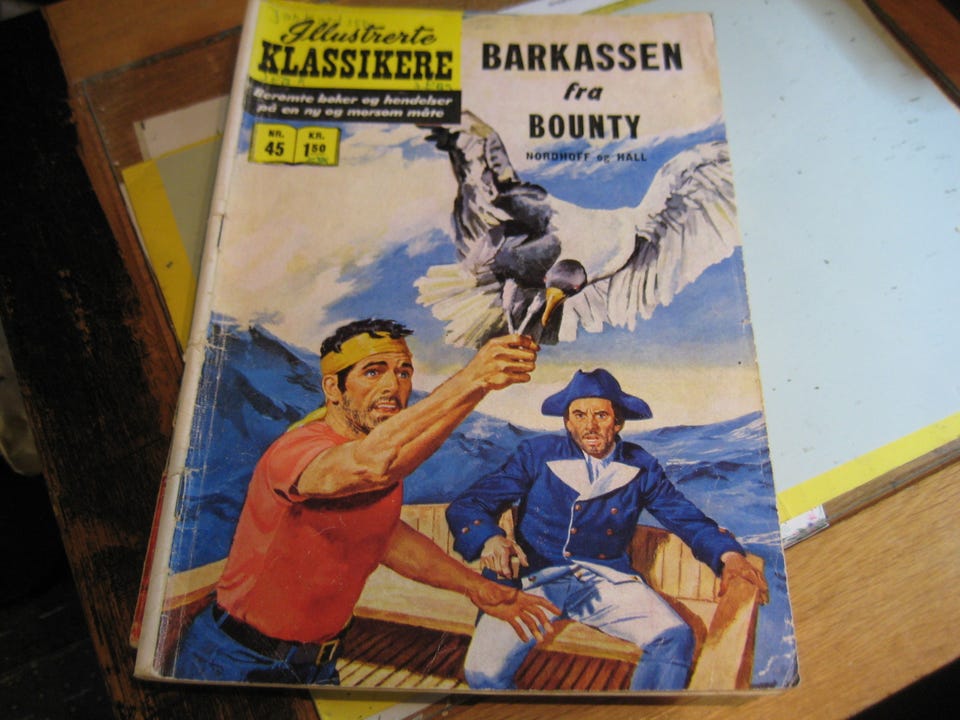 Illustrerte
KLASSIKERE
Berømte bøker og hendelser
på en ny og morsom måte
NR.
45
KR.
1 50
BARKASSEN
fra
BOUNTY
NORDHOFF og HALL